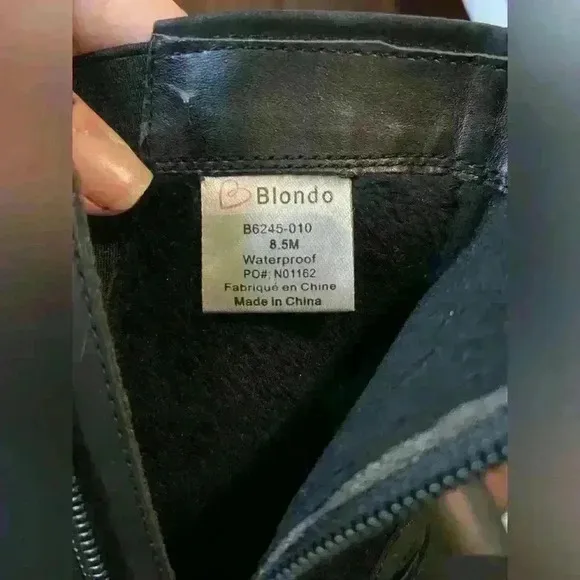 Blondo
B6245-010
8.5M
Waterproof
PO#: N01162
Fabriqué en Chine
Made in China